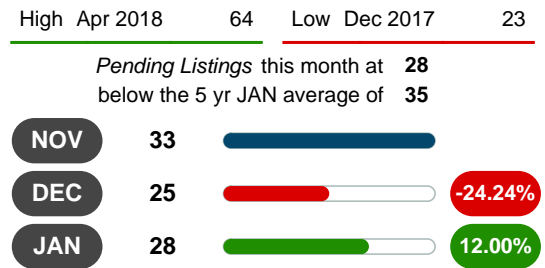 High Apr 2018 64 Low Dec 2017 23
Pending Listings this month at 28
below the 5 yr JAN average of 35
NOV 33
DEC 25 -24.24%
JAN 28 12.00%